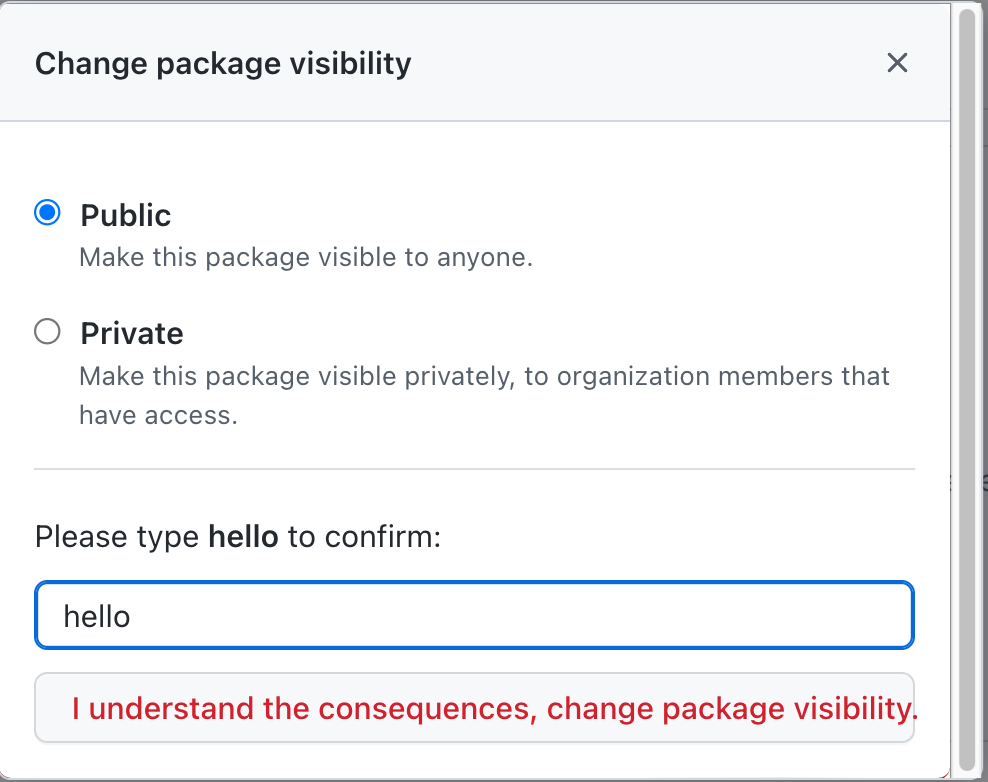 Change package visibility
Public
Make this package visible to anyone.
Private
Make this package visible privately, to organization members that
have access.
Please type hello to confirm:
hello
I understand the consequences, change package visibility.